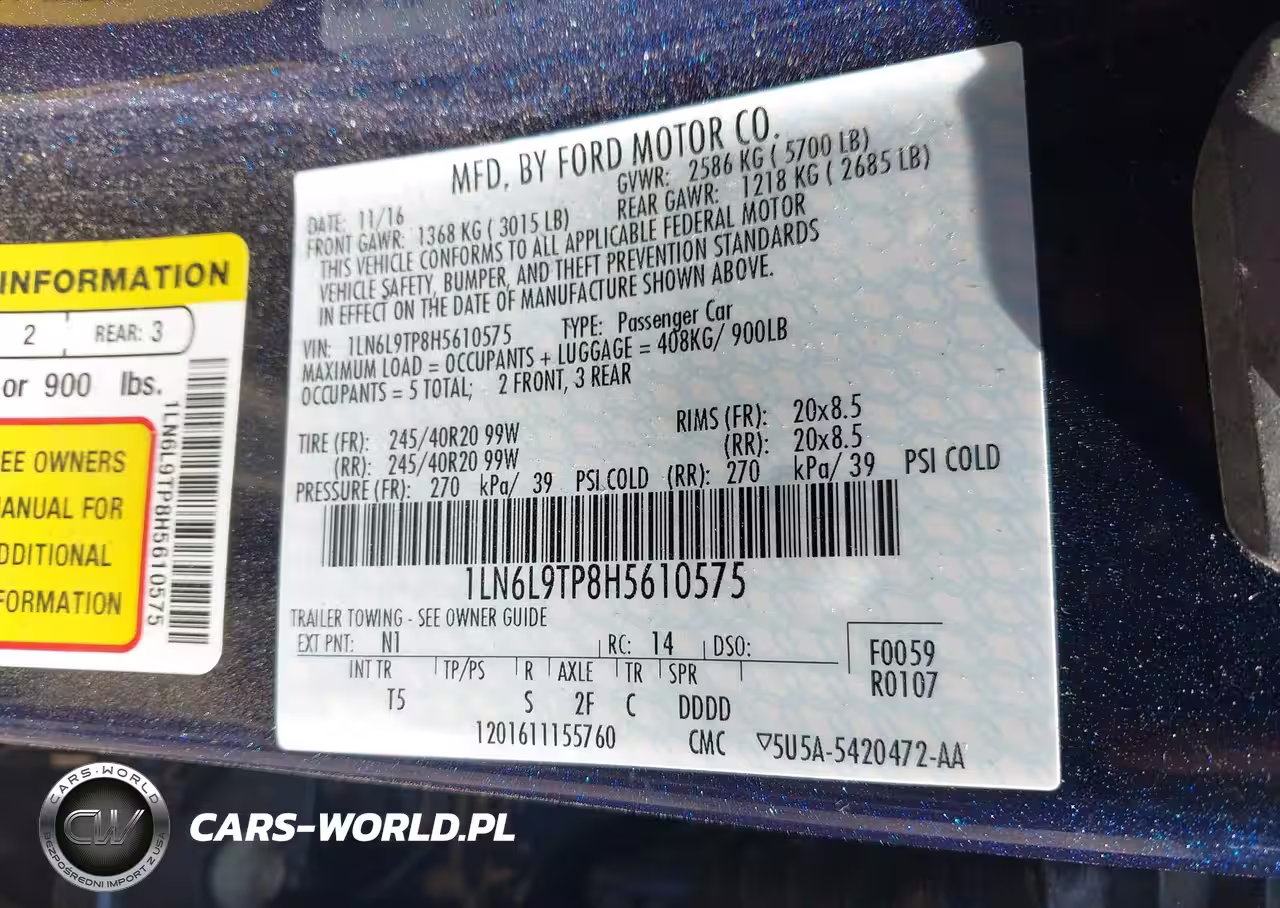 INFORMATION
2 REAR: 3
or 900 lbs.
EE OWNERS
ANUAL FOR
DDITIONAL
FORMATION
1LN6L9TP8H5610575
MFD. BY FORD MOTOR CO.
DATE: 11/16 GVWR: 2586 KG ( 5700 LB)
FRONT GAWR: 1368 KG ( 3015 LB) REAR GAWR: 1218 KG ( 2685 LB)
THIS VEHICLE CONFORMS TO ALL APPLICABLE FEDERAL MOTOR
VEHICLE SAFETY, BUMPER, AND THEFT PREVENTION STANDARDS
IN EFFECT ON THE DATE OF MANUFACTURE SHOWN ABOVE.
VIN: 1LN6L9TP8H5610575 TYPE: Passenger Car
MAXIMUM LOAD = OCCUPANTS + LUGGAGE = 408KG/ 900LB
OCCUPANTS = 5 TOTAL; 2 FRONT, 3 REAR
TIRE (FR): 245/40R20 99W RIMS (FR): 20x8.5
(RR): 245/40R20 99W (RR): 20x8.5
PRESSURE (FR): 270 kPa/ 39 PSI COLD (RR): 270 kPa/ 39 PSI COLD
1LN6L9TP8H5610575
TRAILER TOWING - SEE OWNER GUIDE
EXT PNT: N1 RC: 14 DSO: F0059
INT TR TP/PS R AXLE TR SPR R0107
T5 S 2F C DDDD
1201611155760 CMC ▽5U5A-5420472-AA
CARS-WORLD
CW
BEZPOŚREDNI IMPORT Z USA
CARS-WORLD.PL